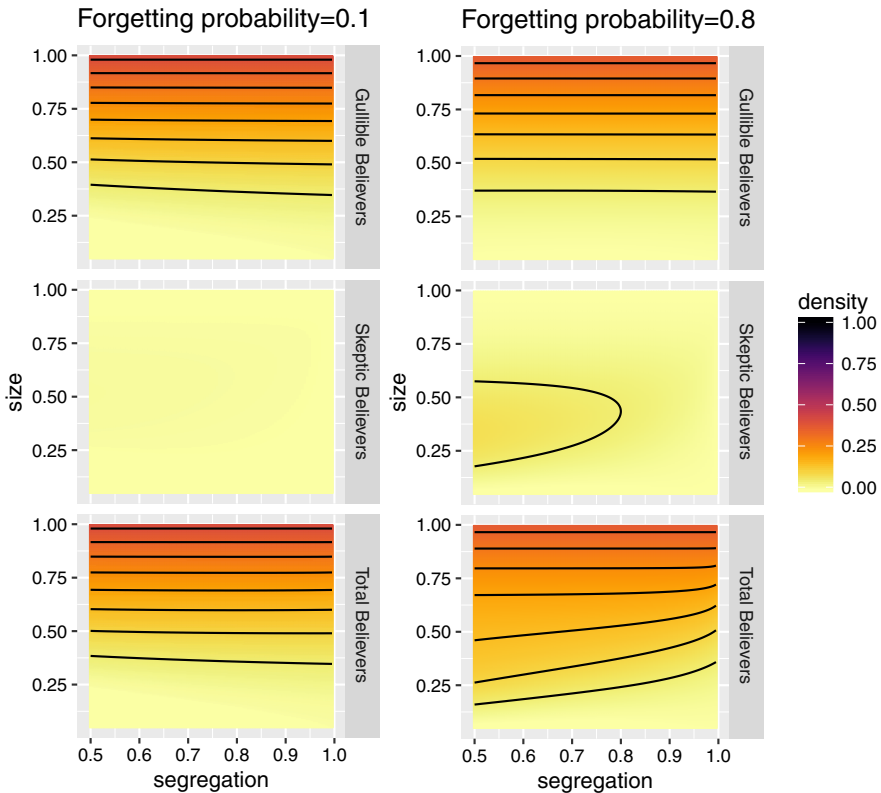 Forgetting probability=0.1
Forgetting probability=0.8
1.00
0.75
0.50
0.25
Gullible Believers
1.00
0.75
0.50
0.25
Gullible Believers
1.00
0.75
0.50
0.25
Skeptic Believers
1.00
0.75
0.50
0.25
Skeptic Believers
size
size
density
1.00
0.75
0.50
0.25
0.00
1.00
0.75
0.50
0.25
Total Believers
1.00
0.75
0.50
0.25
Total Believers
0.5 0.6 0.7 0.8 0.9 1.0
0.5 0.6 0.7 0.8 0.9 1.0
segregation
segregation